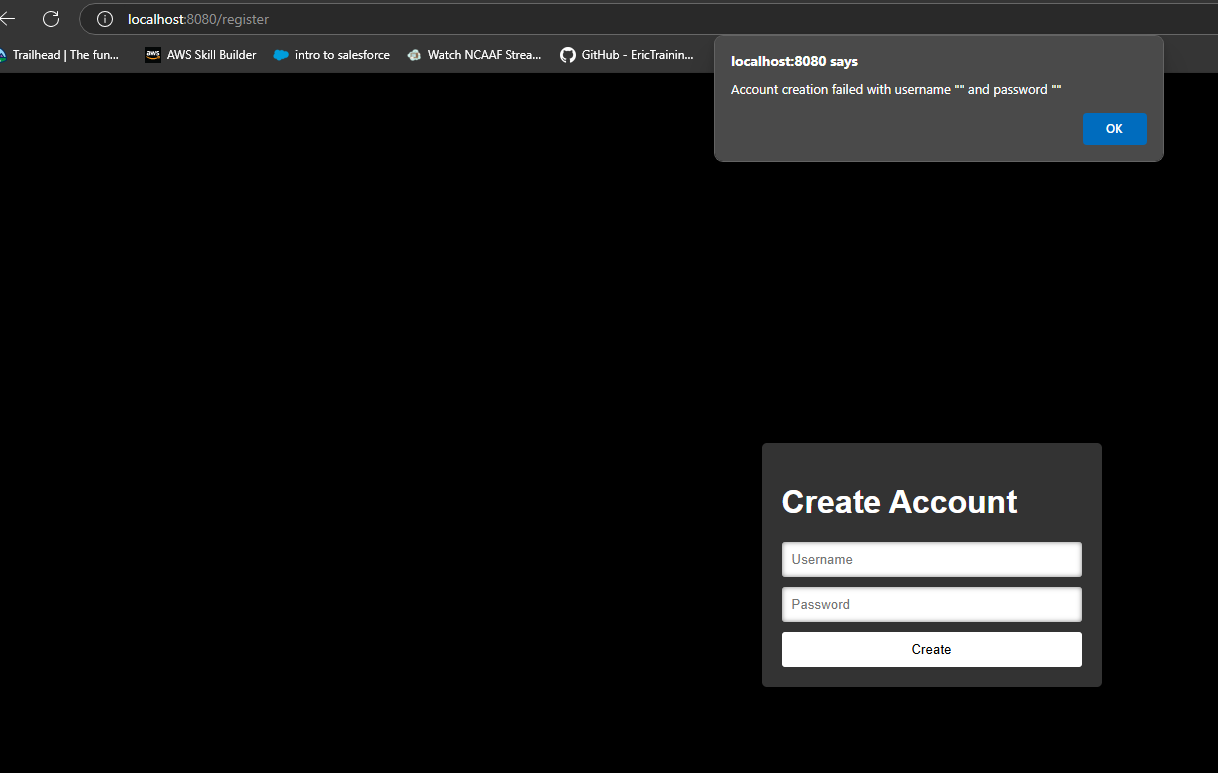 localhost:8080/register
Trailhead | The fun...
aws AWS Skill Builder
intro to salesforce
Watch NCAAF Strea...
GitHub - EricTrainin...
localhost:8080 says
Account creation failed with username "" and password ""
OK
Create Account
Username
Password
Create